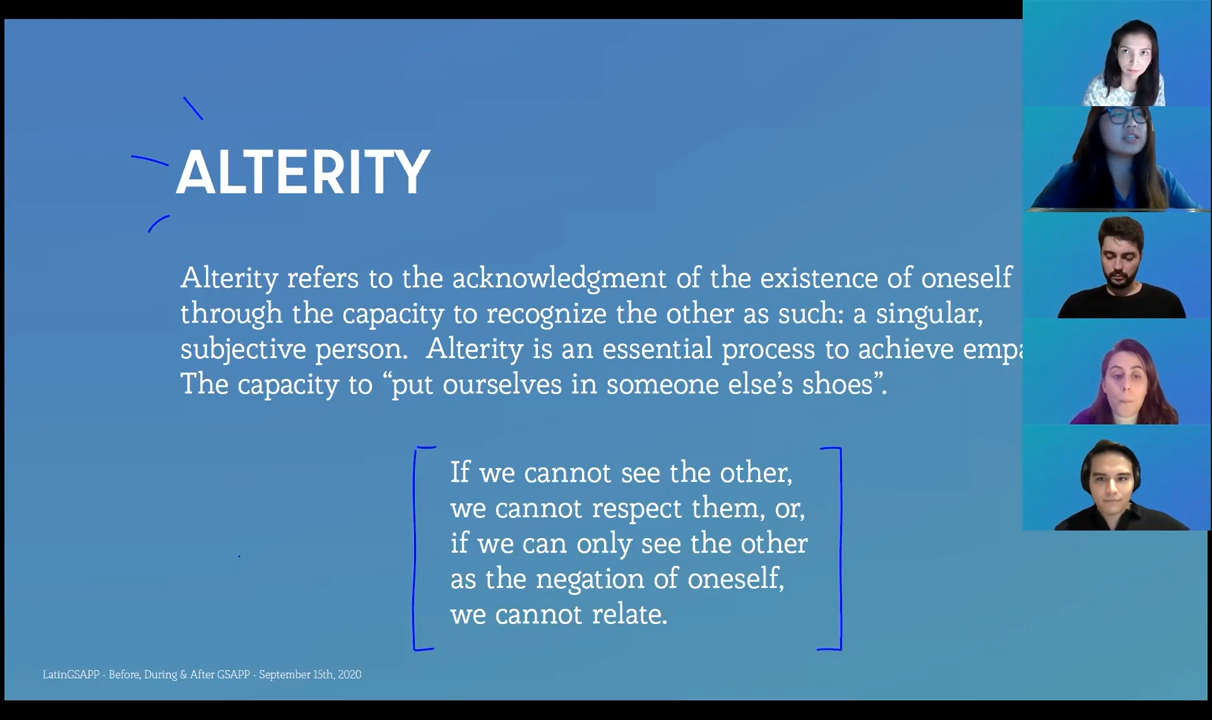 ALTERITY
Alterity refers to the acknowledgment of the existence of oneself
through the capacity to recognize the other as such: a singular,
subjective person.  Alterity is an essential process to achieve
The capacity to “put ourselves in someone else’s shoes”.
If we cannot see the other,
we cannot respect them, or,
if we can only see the other
as the negation of oneself,
we cannot relate.
LatinGSAPP - Before, During & After GSAPP - September 15th, 2020